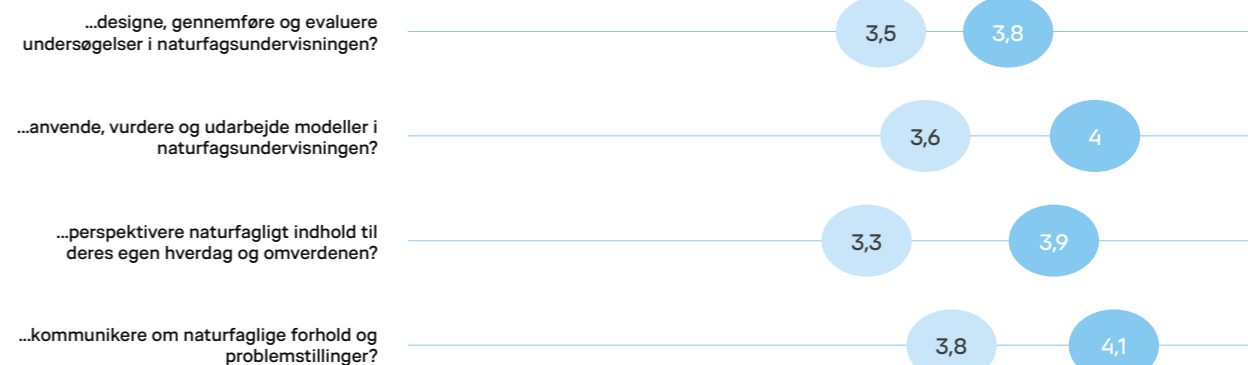 ...designe, gennemføre og evaluere
undersøgelser i naturfagsundervisningen?
3,5
3,8
...anvende, vurdere og udarbejde modeller i
naturfagsundervisningen?
3,6
4
...perspektivere naturfagligt indhold til
deres egen hverdag og omverdenen?
3,3
3,9
...kommunikere om naturfaglige forhold og
problemstillinger?
3,8
4,1